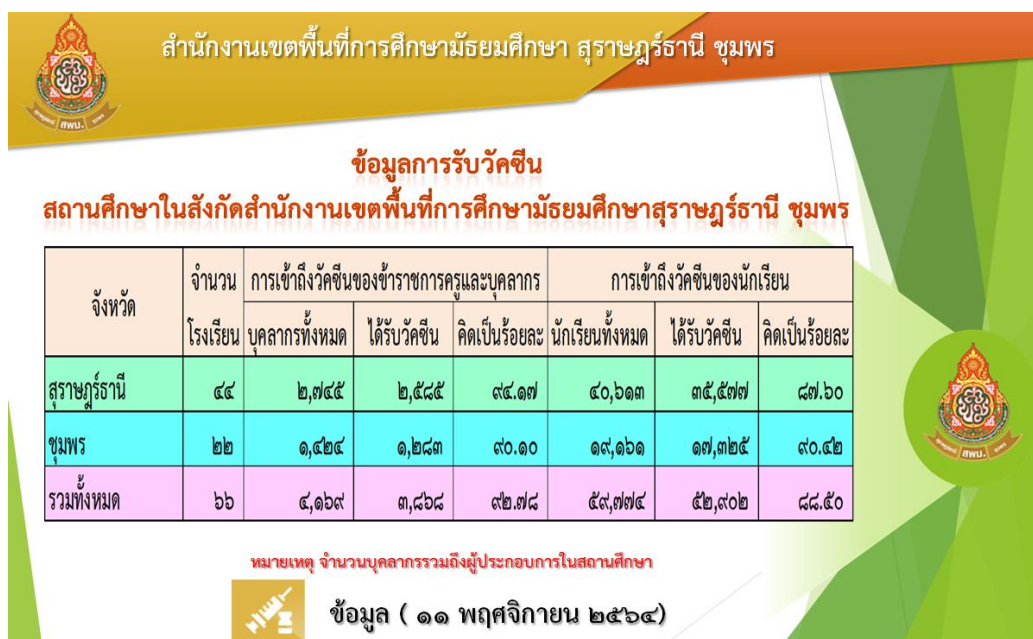 สำนักงานเขตพื้นที่การศึกษามัธยมศึกษา สุราษฎร์ธานี ชุมพร
สพม.
ข้อมูลการรับวัคซีน
สถานศึกษาในสังกัดสำนักงานเขตพื้นที่การศึกษามัธยมศึกษาสุราษฎร์ธานี ชุมพร
จังหวัด จำนวน การเข้าถึงวัคซีนของข้าราชการครูและบุคลากร การเข้าถึงวัคซีนของนักเรียน
โรงเรียน บุคลากรทั้งหมด ได้รับวัคซีน คิดเป็นร้อยละ นักเรียนทั้งหมด ได้รับวัคซีน คิดเป็นร้อยละ
สุราษฎร์ธานี ๔๔ ๒,๗๔๕ ๒,๕๘๕ ๙๔.๑๗ ๔๐,๖๑๓ ๓๕,๕๗๗ ๘๗.๖๐
ชุมพร ๒๒ ๑,๔๒๔ ๑,๒๘๓ ๙๐.๑๐ ๑๙,๑๖๑ ๑๗,๓๒๕ ๙๐.๔๒
รวมทั้งหมด ๖๖ ๔,๑๖๙ ๓,๘๖๘ ๙๒.๗๘ ๕๙,๗๗๔ ๕๒,๙๐๒ ๘๘.๕๐
สพม.
หมายเหตุ จำนวนบุคลากรรวมถึงผู้ประกอบการในสถานศึกษา
ข้อมูล ( ๑๑ พฤศจิกายน ๒๕๖๔)